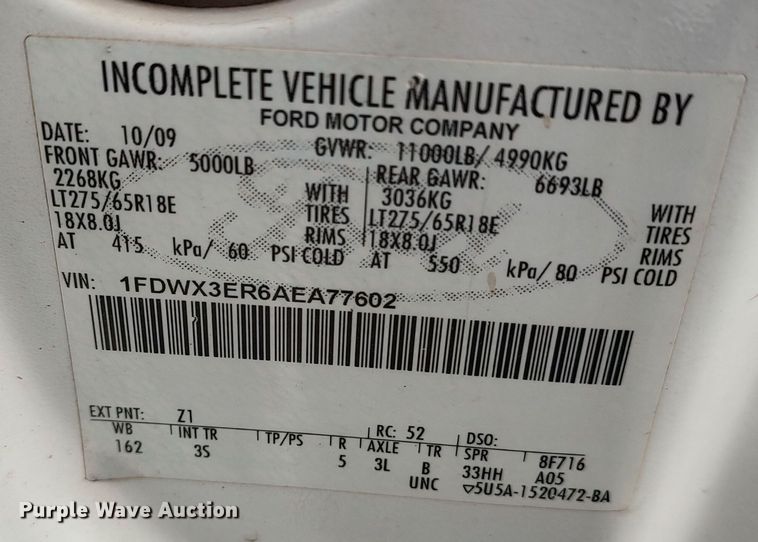 INCOMPLETE VEHICLE MANUFACTURED BY
FORD MOTOR COMPANY
DATE: 10/09 GVWR: 11000LB/ 4990KG
FRONT GAWR: 5000LB REAR GAWR: 6693LB
2268KG WITH 3036KG WITH
LT275/65R18E TIRES LT275/65R18E TIRES
18X8.0J RIMS 18X8.0J RIMS
AT 415 kPa/ 60 PSI COLD AT 550 kPa/ 80 PSI COLD
VIN: 1FDWX3ER6AEA77602
EXT PNT: Z1 RC: 52 DSO:
WB INT TR TP/PS R AXLE TR SPR 8F716
162 3S 5 3L B 33HH A05
UNC ▽5U5A-1520472-BA
Purple Wave Auction